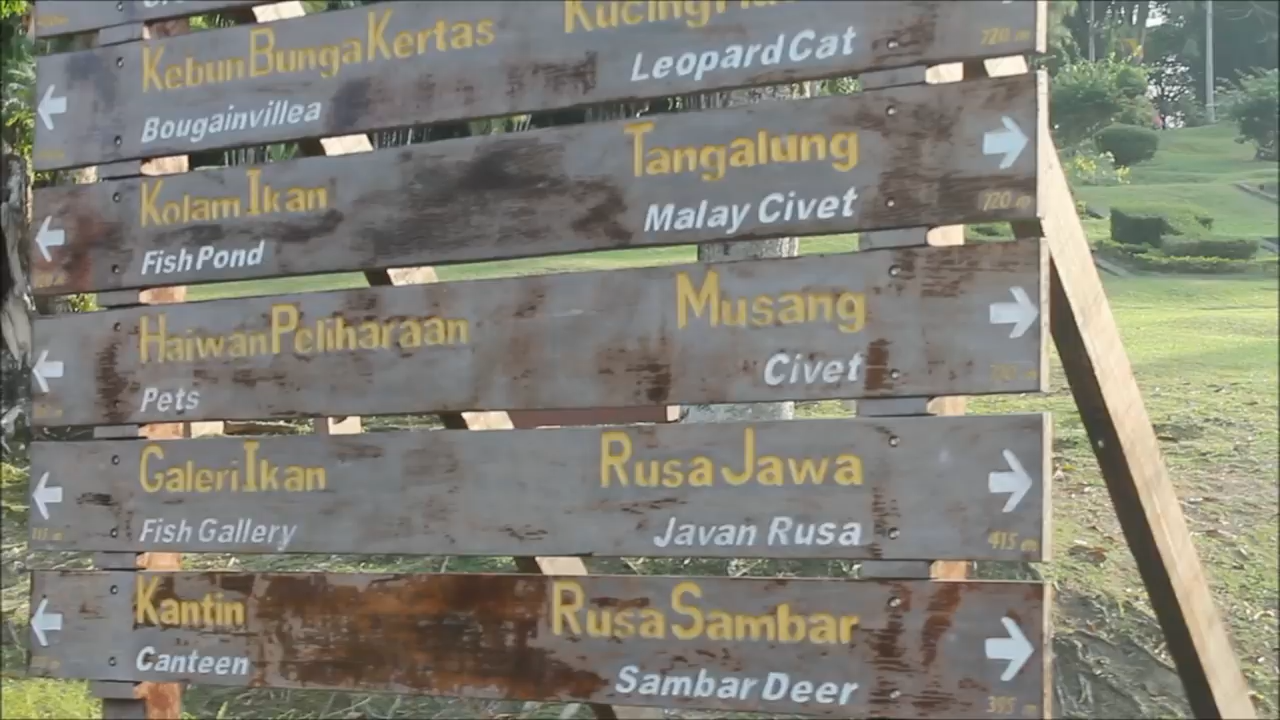 Kebun Bunga Kertas
Bougainvillea
Leopard Cat
720 m
Kolam Ikan
Fish Pond
Tangalung
Malay Civet
720 m
Haiwan Peliharaan
Pets
Musang
Civet
Galeri Ikan
Fish Gallery
Rusa Jawa
Javan Rusa
415 m
Kantin
Canteen
Rusa Sambar
Sambar Deer
395 m